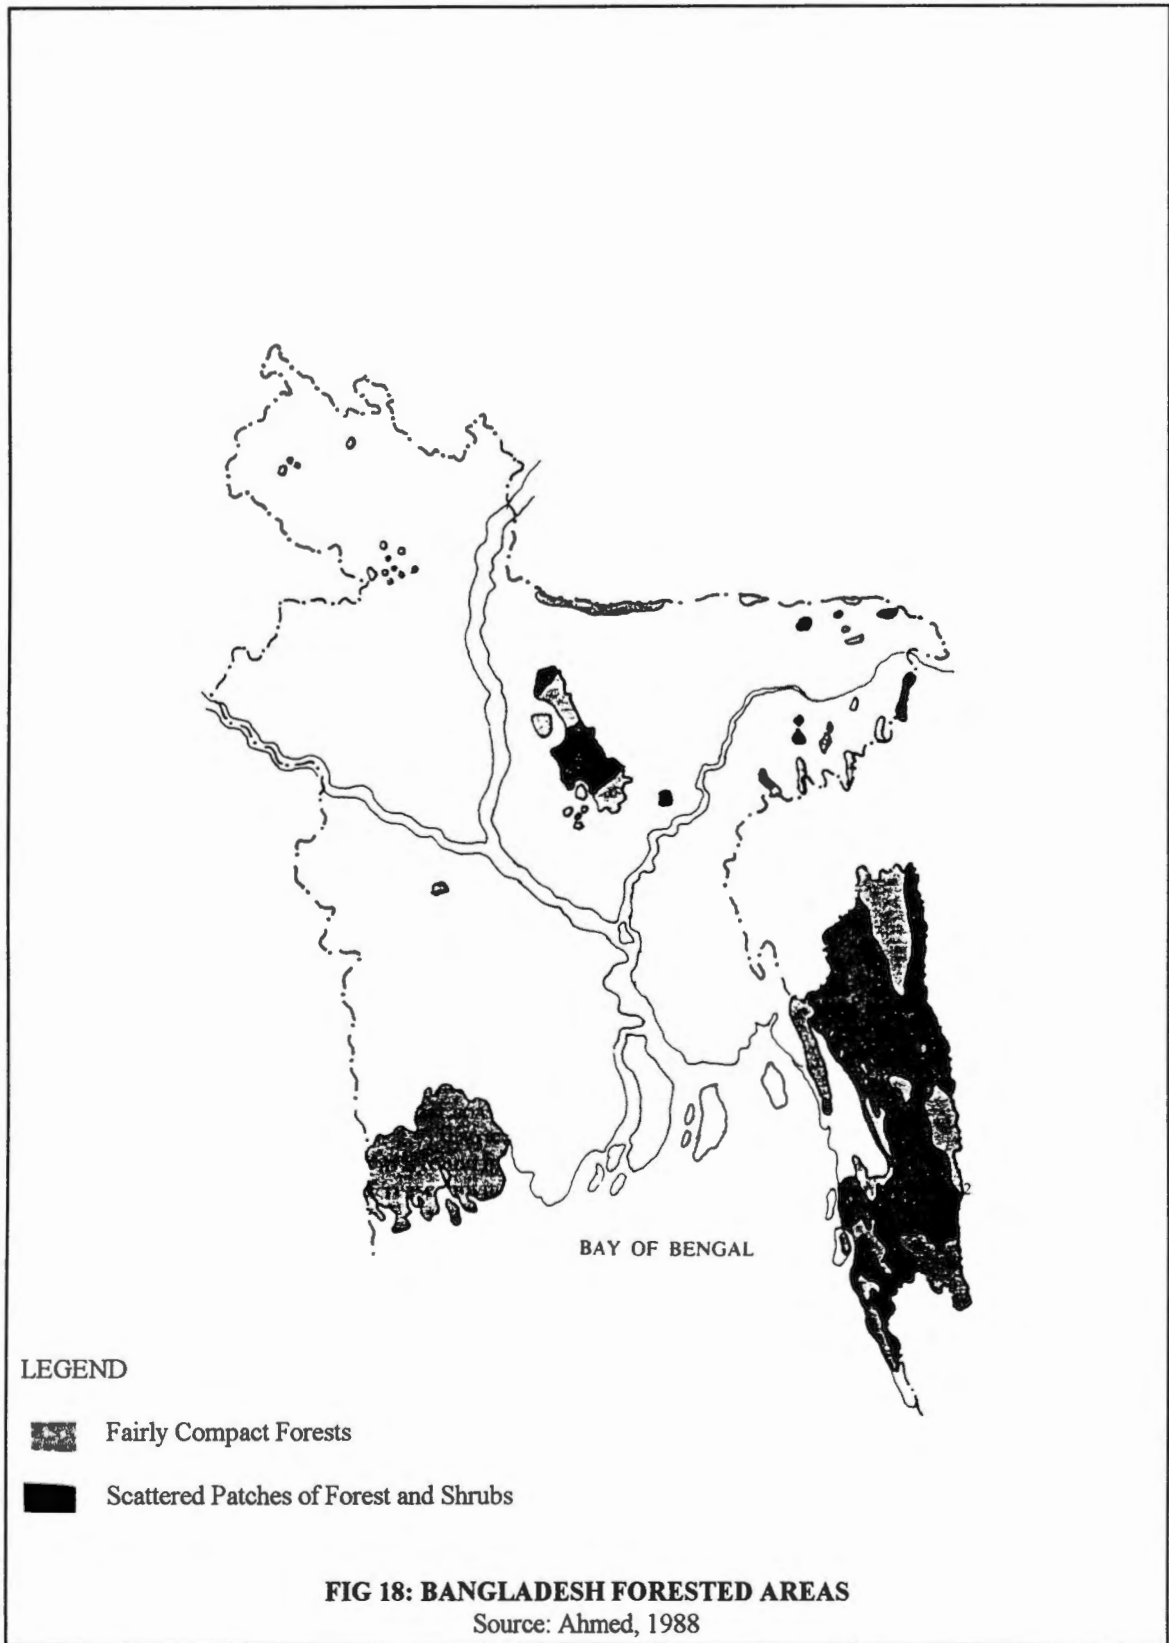 2
BAY OF BENGAL
LEGEND
Fairly Compact Forests
Scattered Patches of Forest and Shrubs
FIG 18: BANGLADESH FORESTED AREAS
Source: Ahmed, 1988